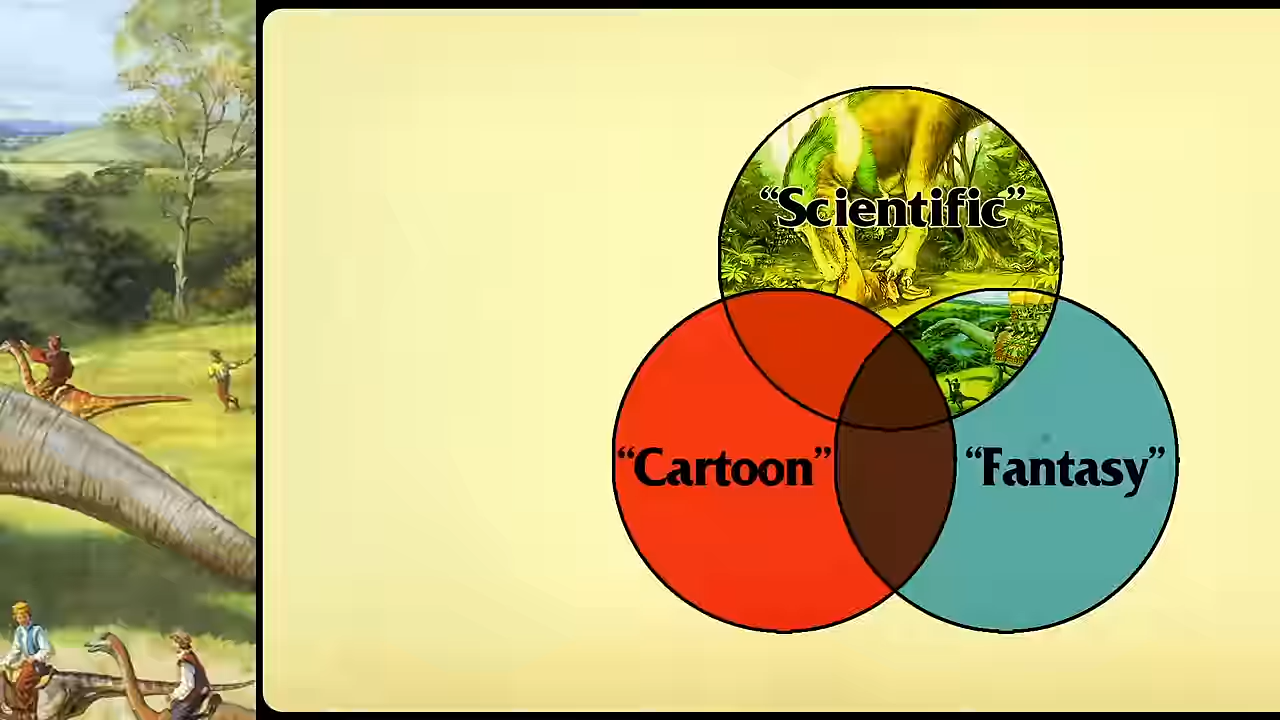 “Scientific”
“Cartoon”
“Fantasy”